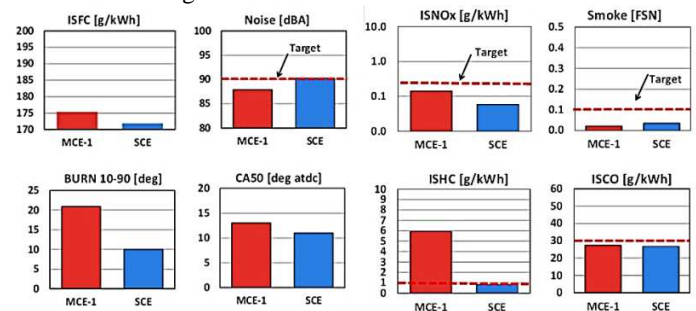 ISFC [g/kWh]
200
195
190
185
180
175
170
MCE-1 SCE
Noise [dBA]
100
95
90
85
80
Target
MCE-1 SCE
ISNOx [g/kWh]
10.0
1.0
0.1
0.0
Target
MCE-1 SCE
Smoke [FSN]
0.5
0.4
0.3
0.2
0.1
0.0
Target
MCE-1 SCE
BURN 10-90 [deg]
25
20
15
10
5
0
MCE-1 SCE
CA50 [deg atdc]
20
15
10
5
0
MCE-1 SCE
ISHC [g/kWh]
10
9
8
7
6
5
4
3
2
1
0
MCE-1 SCE
ISCO [g/kWh]
60
50
40
30
20
10
0
MCE-1 SCE